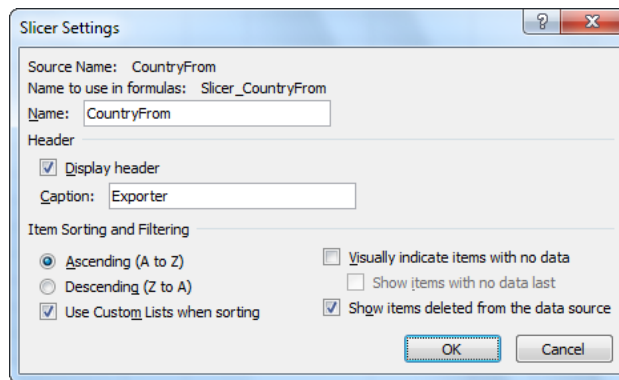 Slicer Settings
Source Name: CountryFrom
Name to use in formulas: Slicer_CountryFrom
Name: CountryFrom
Header
Display header
Caption: Exporter
Item Sorting and Filtering
Ascending (A to Z)
Descending (Z to A)
Use Custom Lists when sorting
Visually indicate items with no data
Show items with no data last
Show items deleted from the data source
OK
Cancel